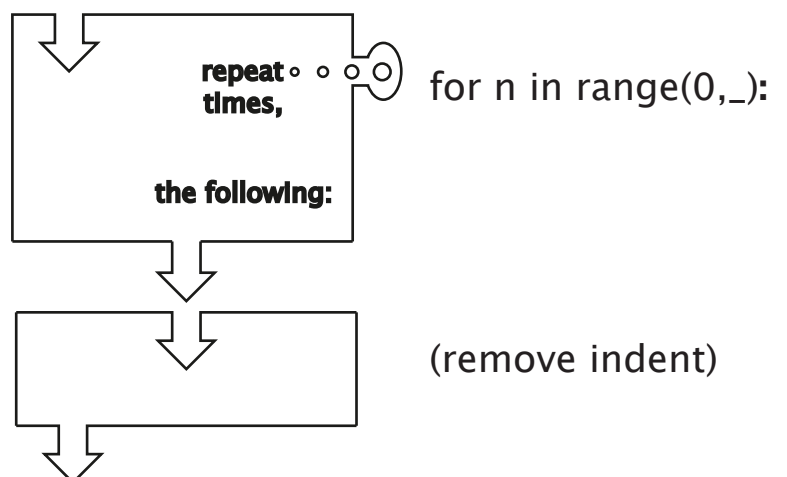 repeat
times,
the following:
for n in range(0,_):
(remove indent)